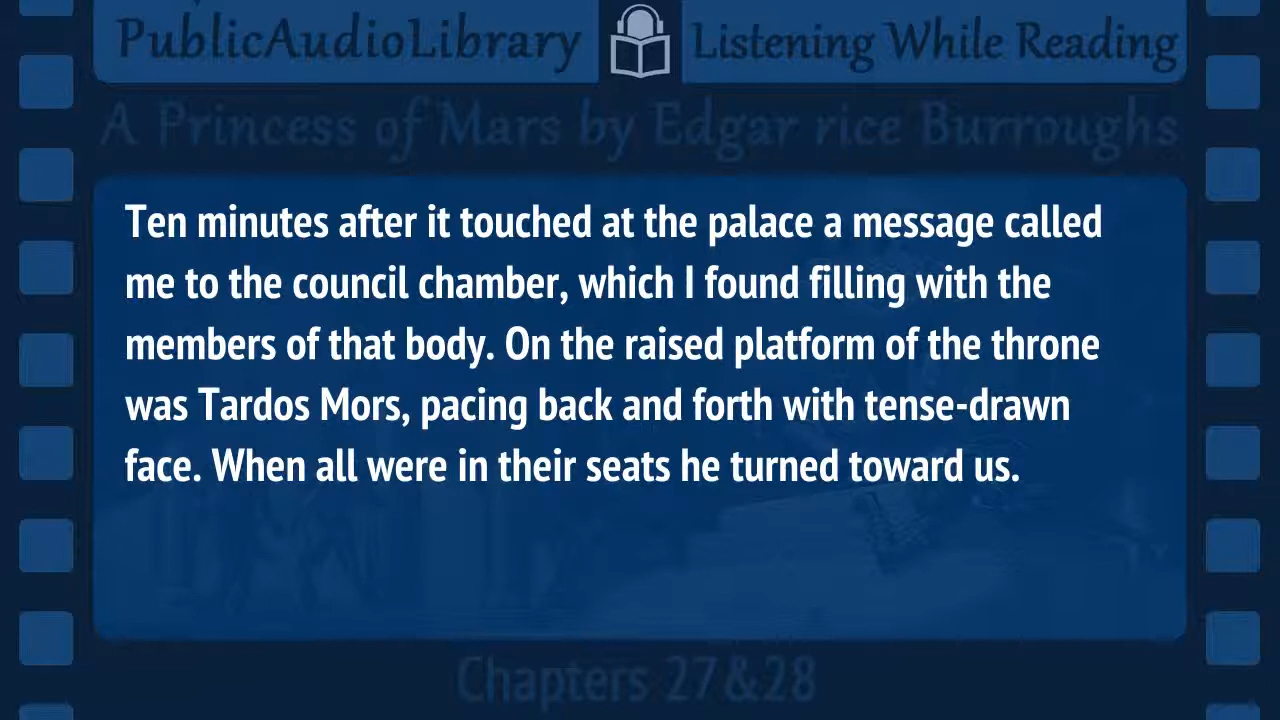 PublicAudioLibrary Listening While Reading
A Princess of Mars by Edgar rice Burroughs
Ten minutes after it touched at the palace a message called
me to the council chamber, which I found filling with the
members of that body. On the raised platform of the throne
was Tardos Mors, pacing back and forth with tense-drawn
face. When all were in their seats he turned toward us.
Chapters 27&28